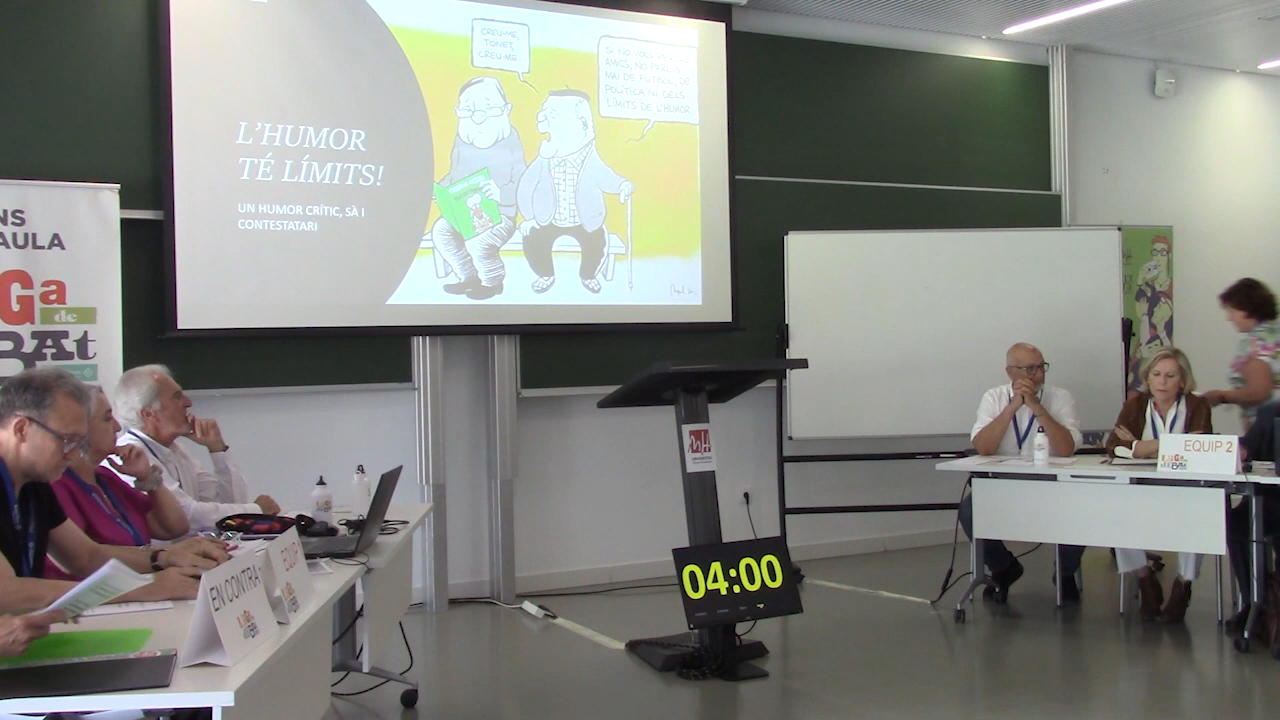 L'HUMOR
TÉ LÍMITS!
UN HUMOR CRÍTIC, SÀ I
CONTESTATARI
CREU-ME,
TONET,
CREU-ME
SI NO VOLS
AMICS, NO PARL
MAI DE FUTBOL, DE
POLÍTICA NI DELS
LÍMITS DE L'HUMOR
NS
AULA
Ga
de
BAt
EN CONTRA
EQUIP
04:00
EQUIP 2